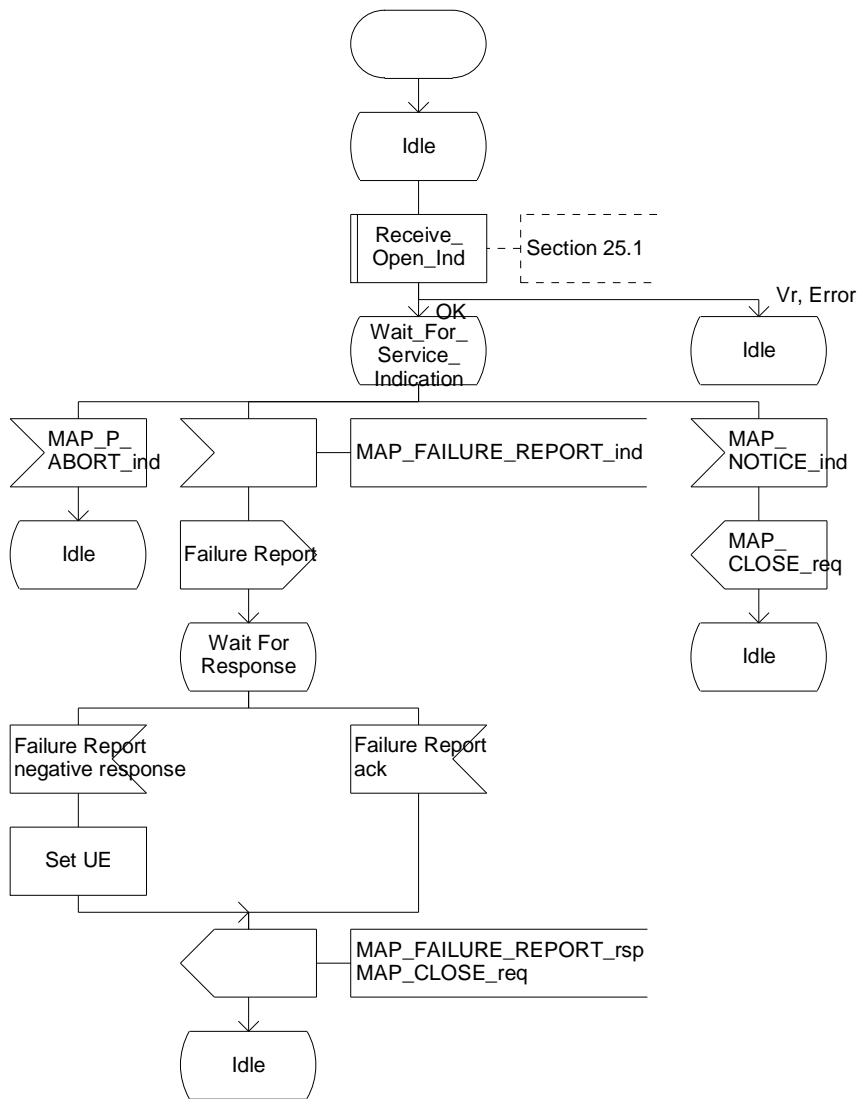 Idle
Receive_
Open_Ind
Section 25.1
Vr, Error
OK
Wait_For_
Service_
Indication
Idle
MAP_P_
ABORT_ind
MAP_FAILURE_REPORT_ind
MAP_
NOTICE_ind
Idle
Failure Report
MAP_
CLOSE_req
Wait For
Response
Idle
Failure Report
negative response
Failure Report
ack
Set UE
MAP_FAILURE_REPORT_rsp
MAP_CLOSE_req
Idle